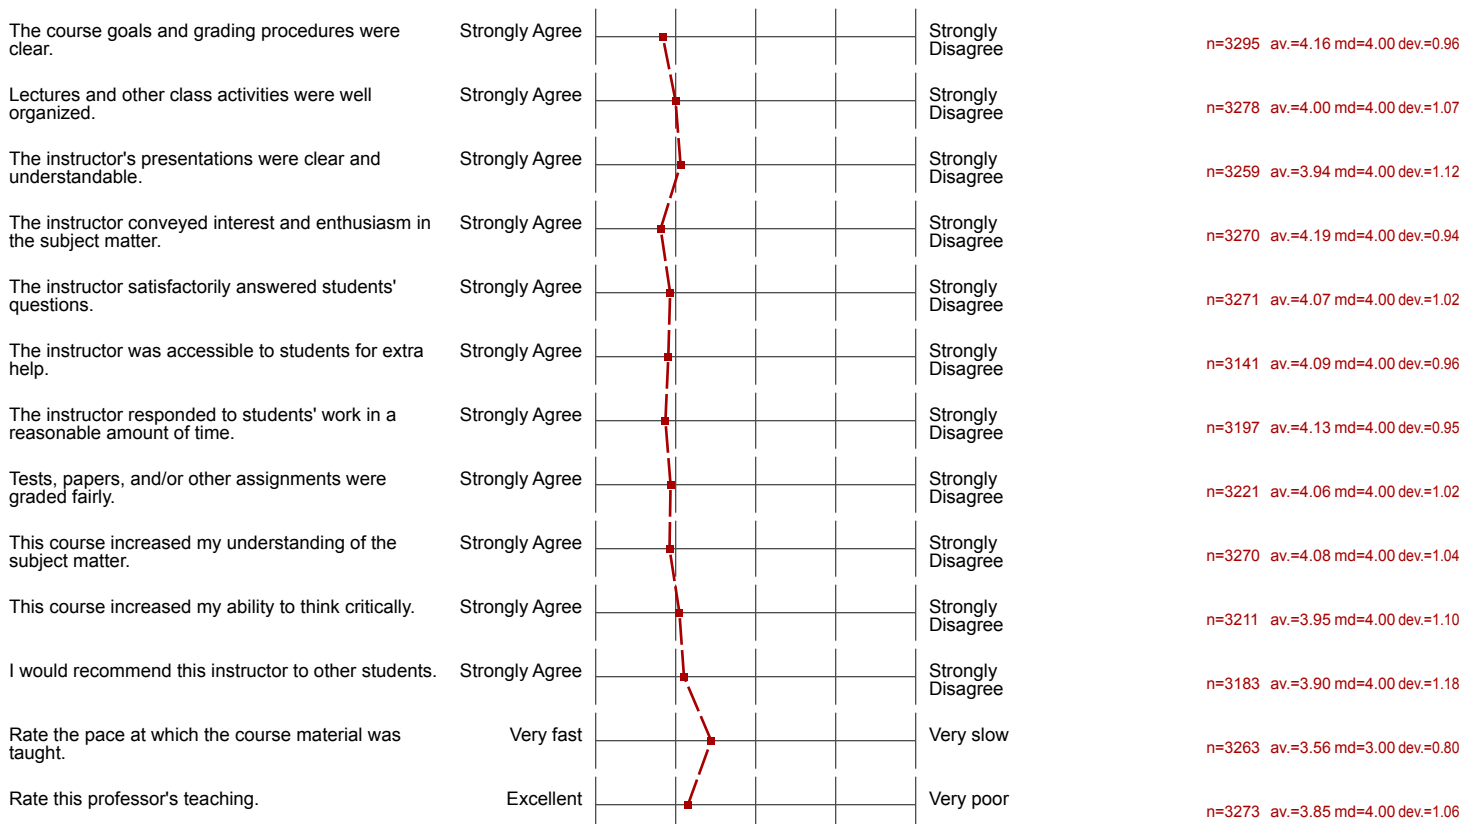 The course goals and grading procedures were
clear.
Strongly Agree
Strongly
Disagree
n=3295 av.=4.16 md=4.00 dev.=0.96
Lectures and other class activities were well
organized.
Strongly Agree
Strongly
Disagree
n=3278 av.=4.00 md=4.00 dev.=1.07
The instructor's presentations were clear and
understandable.
Strongly Agree
Strongly
Disagree
n=3259 av.=3.94 md=4.00 dev.=1.12
The instructor conveyed interest and enthusiasm in
the subject matter.
Strongly Agree
Strongly
Disagree
n=3270 av.=4.19 md=4.00 dev.=0.94
The instructor satisfactorily answered students'
questions.
Strongly Agree
Strongly
Disagree
n=3271 av.=4.07 md=4.00 dev.=1.02
The instructor was accessible to students for extra
help.
Strongly Agree
Strongly
Disagree
n=3141 av.=4.09 md=4.00 dev.=0.96
The instructor responded to students' work in a
reasonable amount of time.
Strongly Agree
Strongly
Disagree
n=3197 av.=4.13 md=4.00 dev.=0.95
Tests, papers, and/or other assignments were
graded fairly.
Strongly Agree
Strongly
Disagree
n=3221 av.=4.06 md=4.00 dev.=1.02
This course increased my understanding of the
subject matter.
Strongly Agree
Strongly
Disagree
n=3270 av.=4.08 md=4.00 dev.=1.04
This course increased my ability to think critically.
Strongly Agree
Strongly
Disagree
n=3211 av.=3.95 md=4.00 dev.=1.10
I would recommend this instructor to other students.
Strongly Agree
Strongly
Disagree
n=3183 av.=3.90 md=4.00 dev.=1.18
Rate the pace at which the course material was
taught.
Very fast
Very slow
n=3263 av.=3.56 md=3.00 dev.=0.80
Rate this professor's teaching.
Excellent
Very poor
n=3273 av.=3.85 md=4.00 dev.=1.06